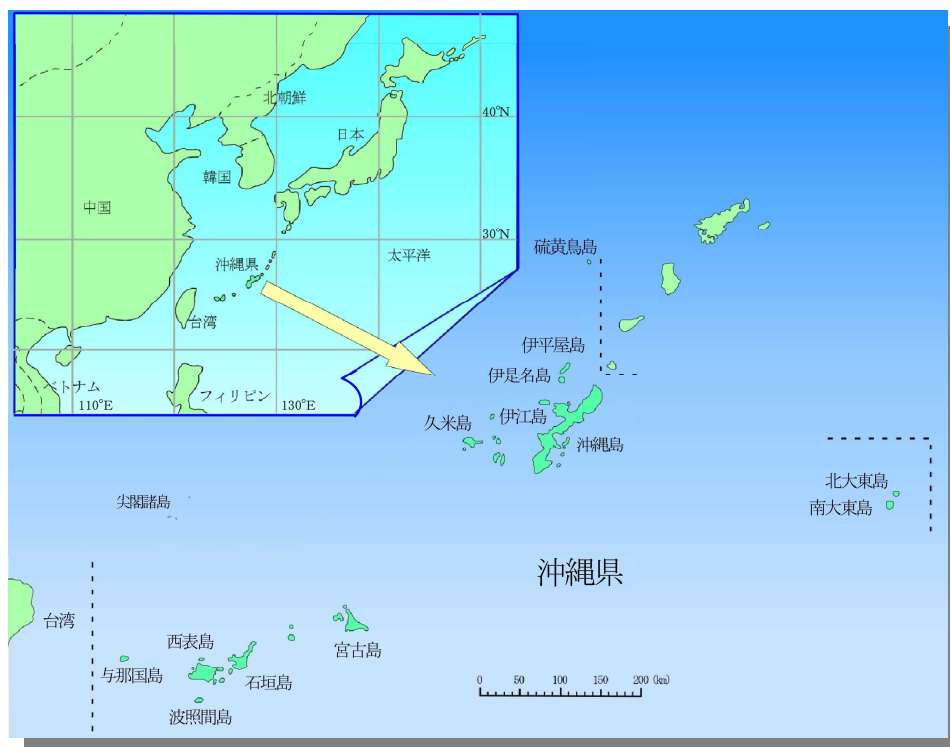 北朝鮮
40°N
日本
韓国
中国
30°N
沖縄県
太平洋
台湾
ベトナム
フィリピン
110°E
130°E
硫黄鳥島
伊平屋島
伊是名島
伊江島
久米島
沖縄島
北大東島
南大東島
尖閣諸島
沖縄県
台湾
宮古島
西表島
与那国島
石垣島
波照間島
0 50 100 150 200 (km)